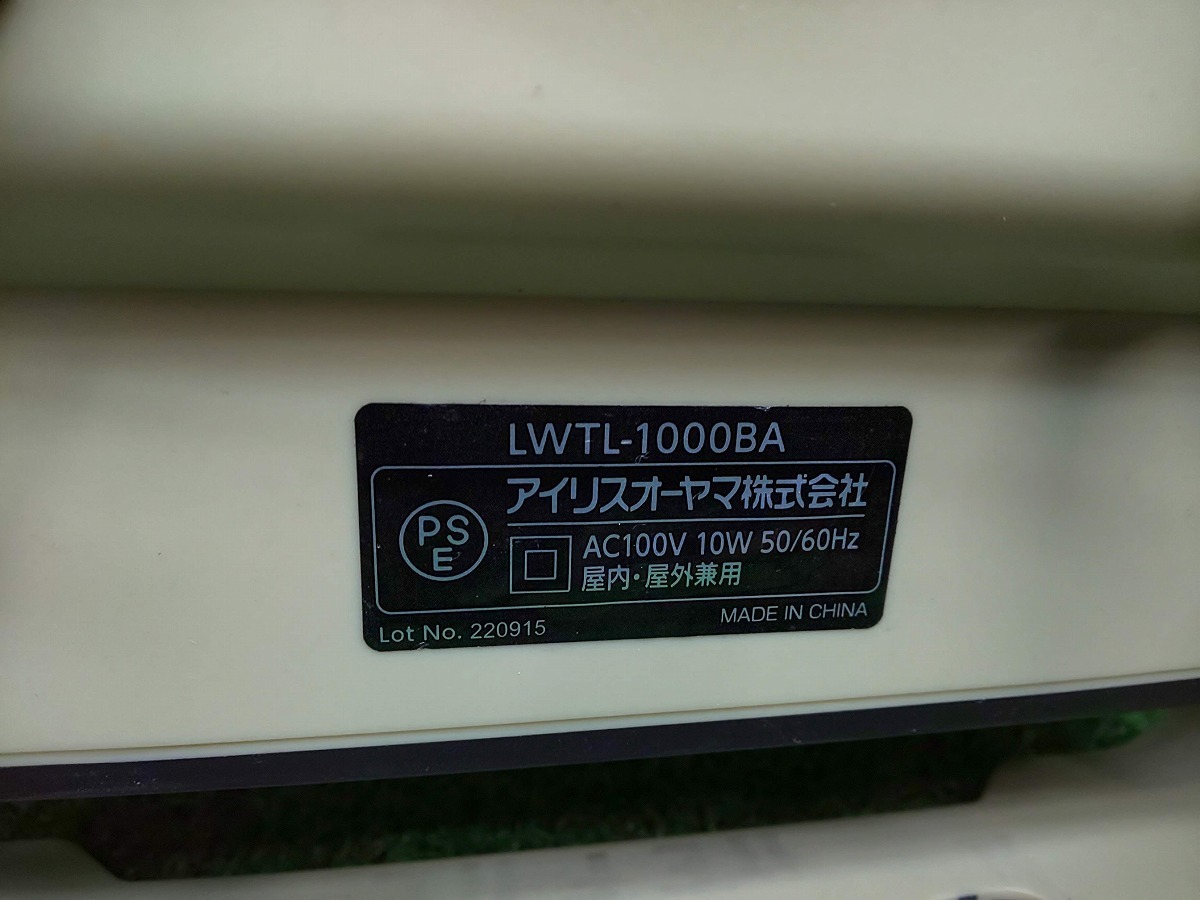 LWTL-1000BA
アイリスオーヤマ株式会社
PS
E
AC100V 10W 50/60Hz
屋内・屋外兼用
MADE IN CHINA
Lot No. 220915